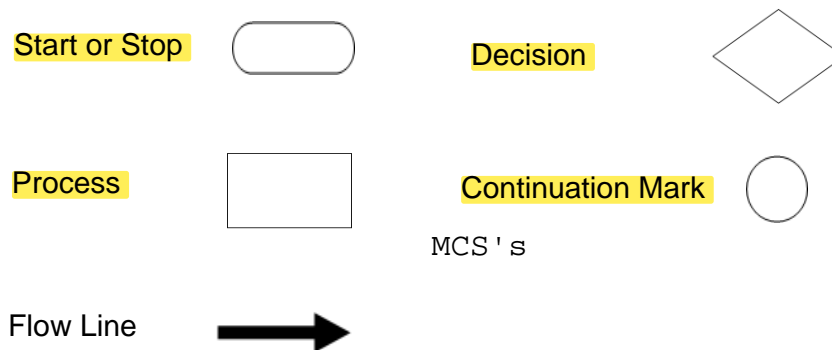 Start or Stop
Decision
Process
Continuation Mark
MCS's
Flow Line